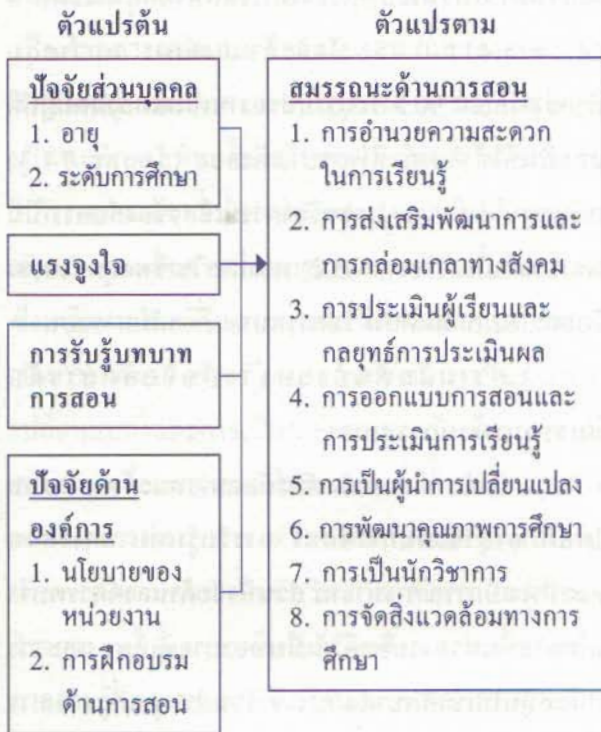 ตัวแปรต้น
ปัจจัยส่วนบุคคล
1. อายุ
2. ระดับการศึกษา
แรงจูงใจ
การรับรู้บทบาท
การสอน
ปัจจัยด้าน
องค์การ
1. นโยบายของ
หน่วยงาน
2. การฝึกอบรม
ด้านการสอน
ตัวแปรตาม
สมรรถนะด้านการสอน
1. การอำนวยความสะดวก
ในการเรียนรู้
2. การส่งเสริมพัฒนาการและ
การกล่อมเกลาทางสังคม
3. การประเมินผู้เรียนและ
กลยุทธ์การประเมินผล
4. การออกแบบการสอนและ
การประเมินการเรียนรู้
5. การเป็นผู้นำการเปลี่ยนแปลง
6. การพัฒนาคุณภาพการศึกษา
7. การเป็นนักวิชาการ
8. การจัดสิ่งแวดล้อมทางการ
ศึกษา